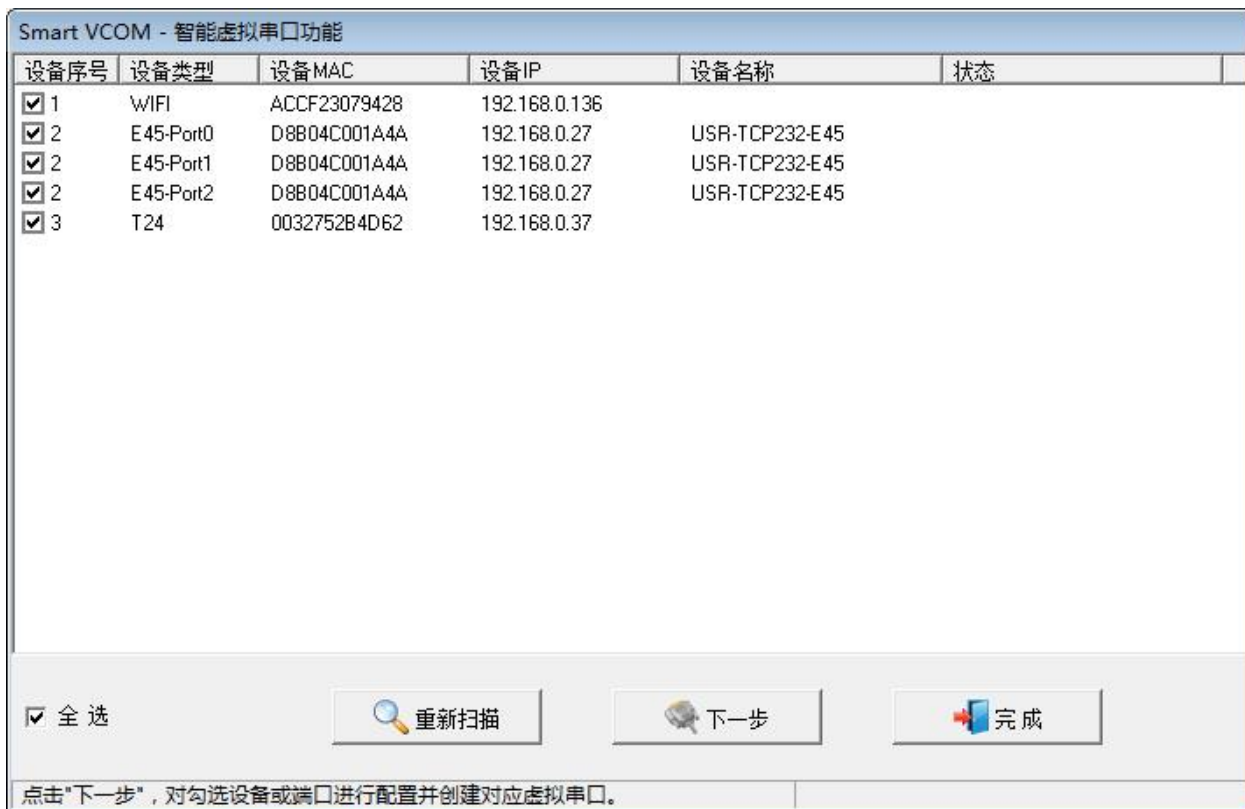 Smart VCOM - 智能虚拟串口功能
设备序号 设备类型 设备MAC 设备IP 设备名称 状态
1 WIFI ACCF23079428 192.168.0.136
2 E45-Port0 D8B04C001A4A 192.168.0.27 USR-TCP232-E45
2 E45-Port1 D8B04C001A4A 192.168.0.27 USR-TCP232-E45
2 E45-Port2 D8B04C001A4A 192.168.0.27 USR-TCP232-E45
3 T24 0032752B4D62 192.168.0.37
全 选 重新扫描 下一步 完成
点击"下一步"，对勾选设备或端口进行配置并创建对应虚拟串口。